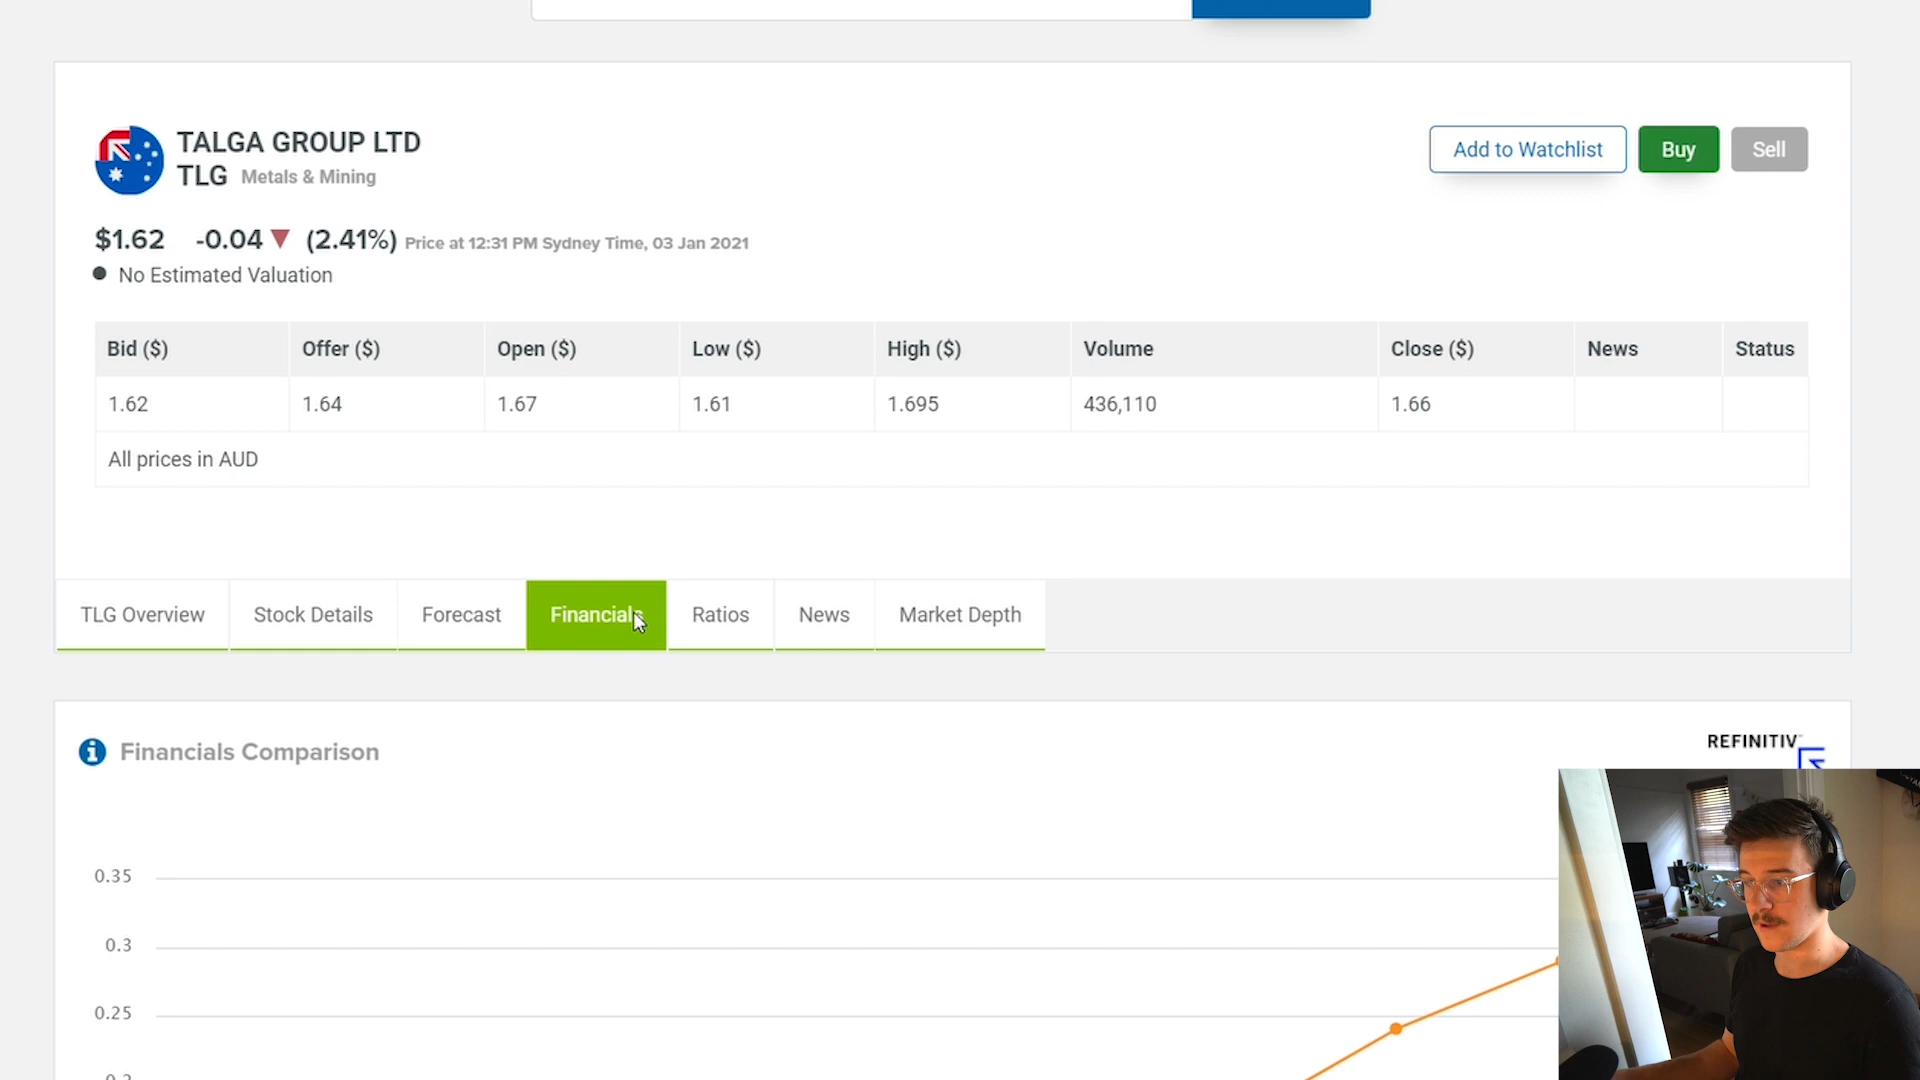 TALGA GROUP LTD
TLG Metals & Mining
Add to Watchlist Buy Sell
$1.62 -0.04 (2.41%) Price at 12:31 PM Sydney Time, 03 Jan 2021
No Estimated Valuation
Bid ($) Offer ($) Open ($) Low ($) High ($) Volume Close ($) News Status
1.62 1.64 1.67 1.61 1.695 436,110 1.66
All prices in AUD
TLG Overview Stock Details Forecast Financials Ratios News Market Depth
Financials Comparison
REFINITIV
0.35
0.3
0.25